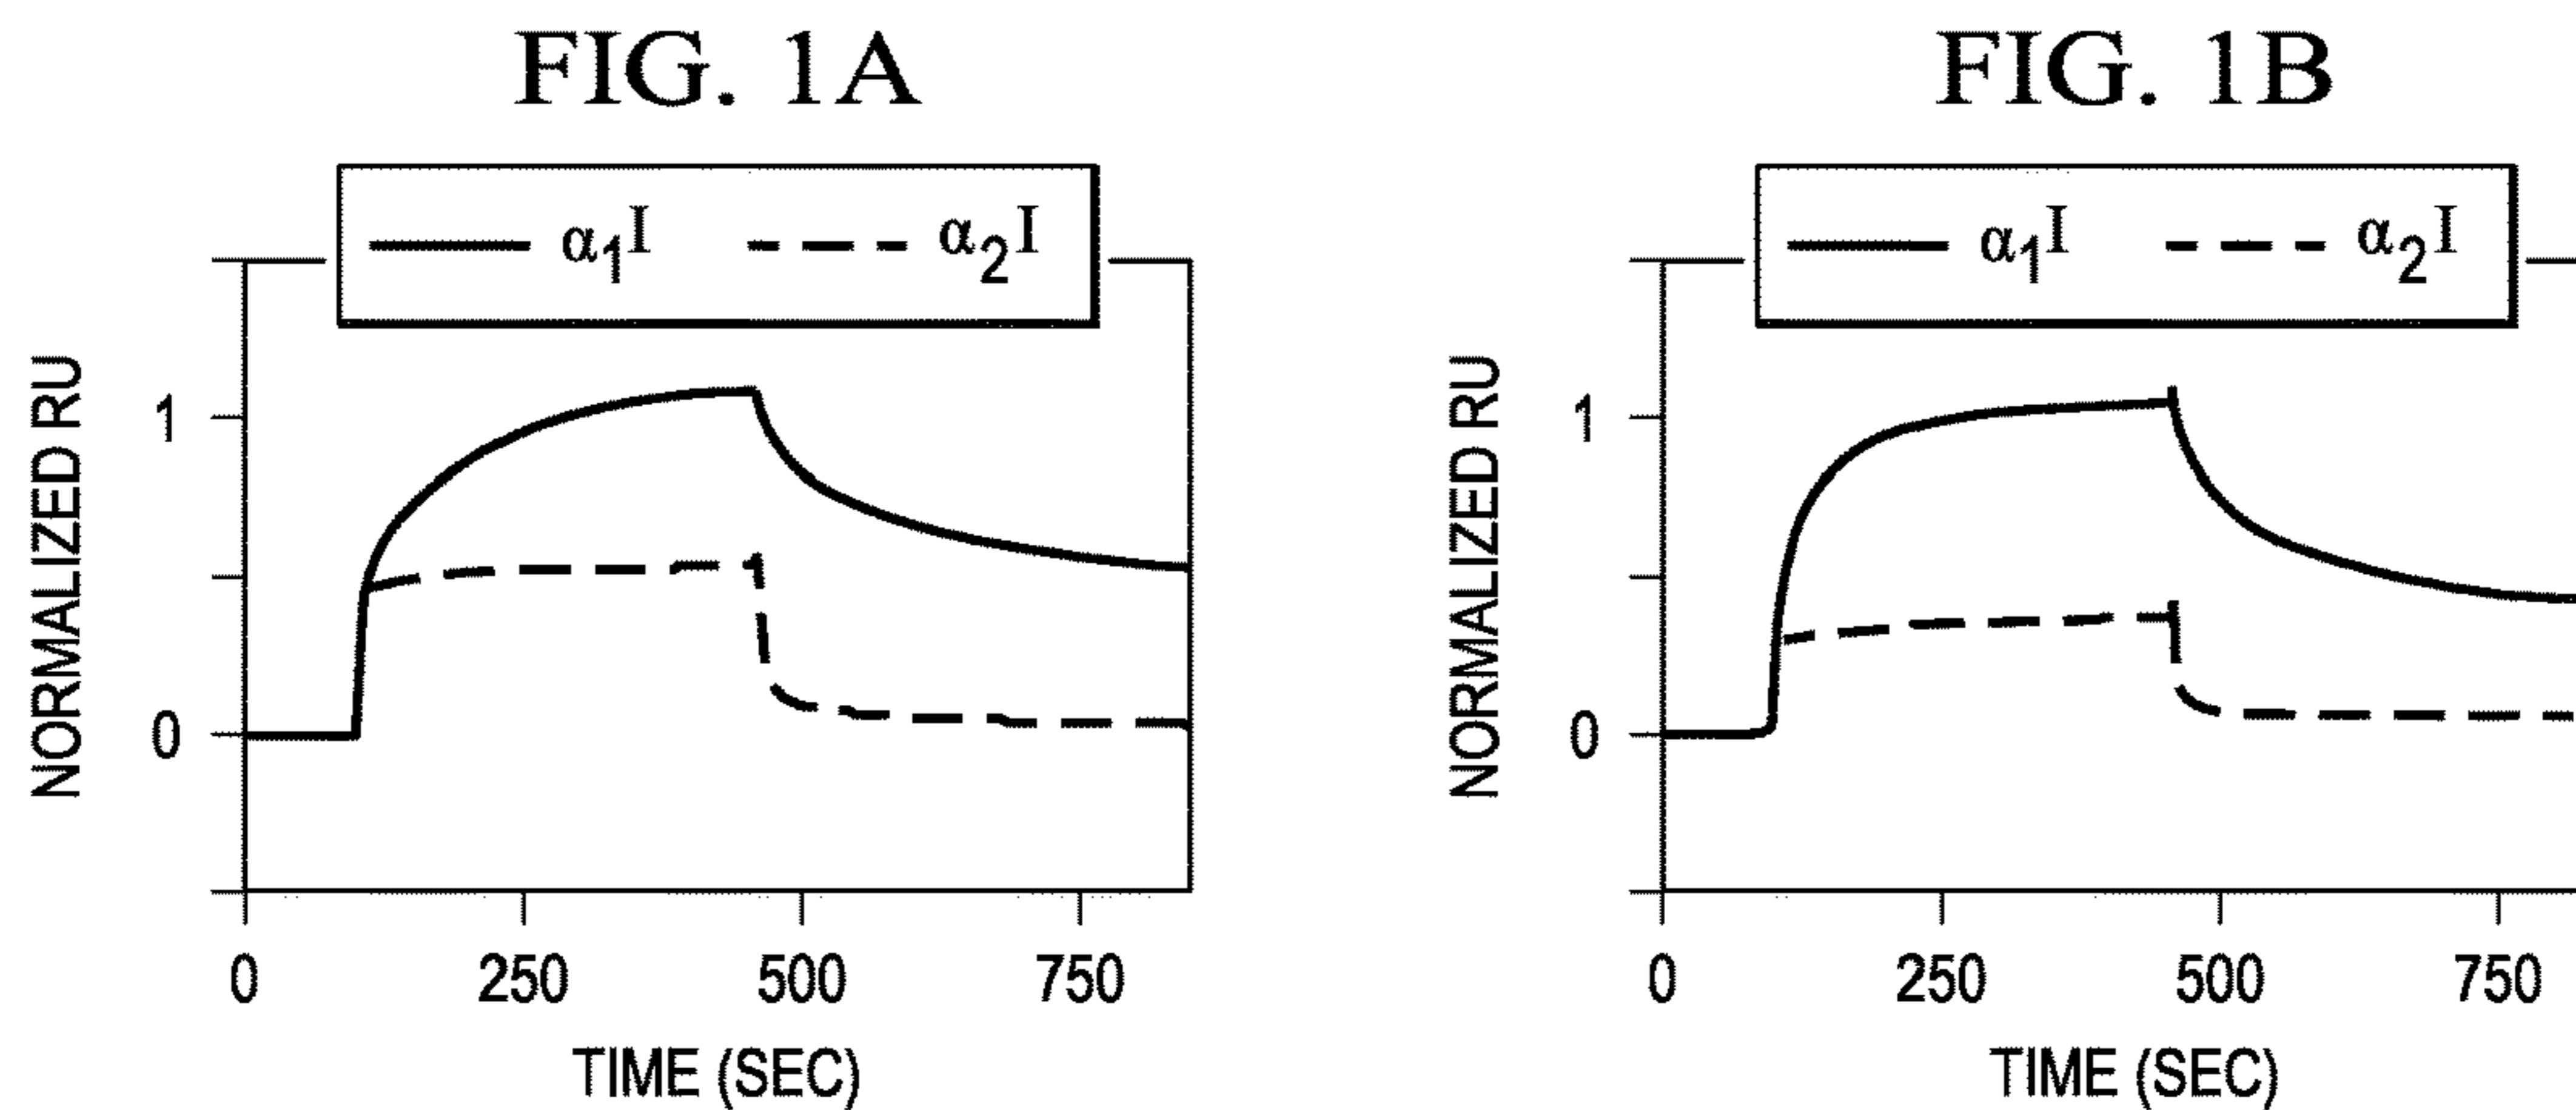 FIG. 1A
α1I α2I
NORMALIZED RU
1
0
0 250 500 750
TIME (SEC)
FIG. 1B
α1I α2I
NORMALIZED RU
1
0
0 250 500 750
TIME (SEC)